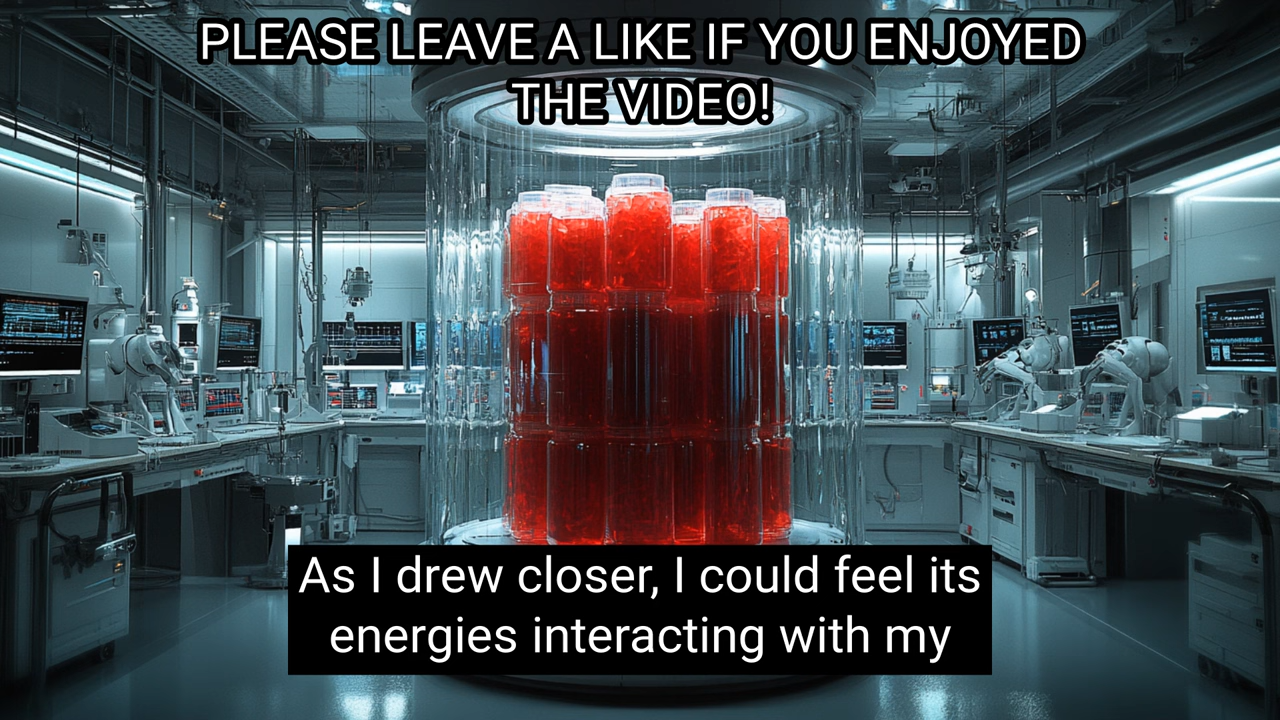 PLEASE LEAVE A LIKE IF YOU ENJOYED
THE VIDEO!
As I drew closer, I could feel its
energies interacting with my